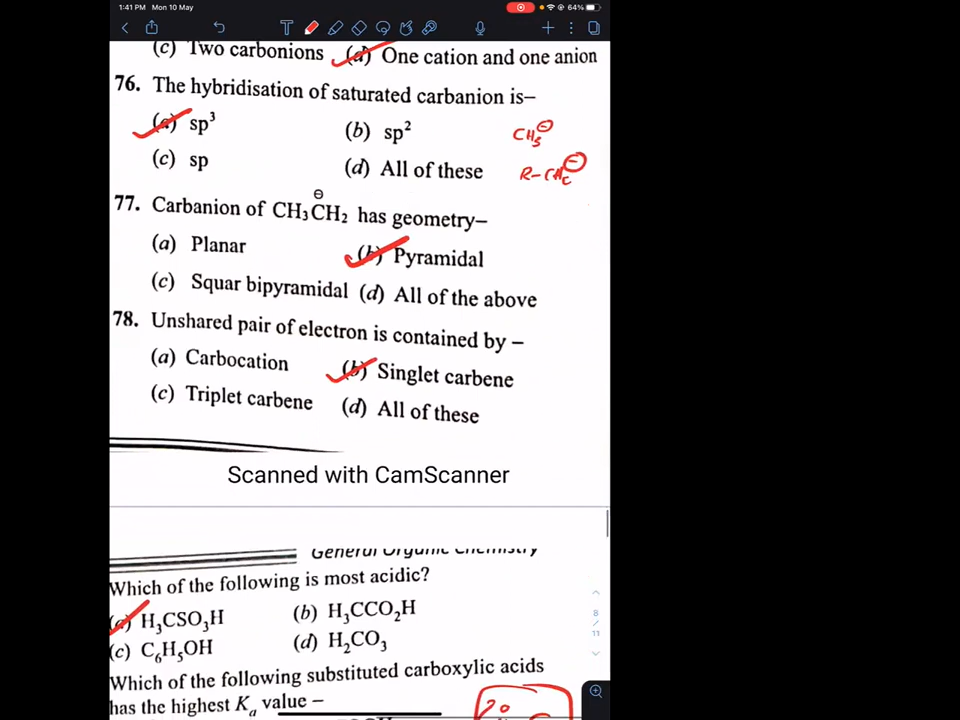 1:41 PM Mon 10 May
64%
(c) Two carbonions (d) One cation and one anion
76. The hybridisation of saturated carbanion is–
(a) sp³ (b) sp² CH₃⊖
(c) sp (d) All of these R–CH₂⊖
77. Carbanion of CH₃C⊖H₂ has geometry–
(a) Planar (b) Pyramidal
(c) Squar bipyramidal (d) All of the above
78. Unshared pair of electron is contained by –
(a) Carbocation (b) Singlet carbene
(c) Triplet carbene (d) All of these
Scanned with CamScanner
General Organic Chemistry
Which of the following is most acidic?
(a) H₃CSO₃H (b) H₃CCO₂H
(c) C₆H₅OH (d) H₂CO₃
8
/
11
Which of the following substituted carboxylic acids
has the highest Kₐ value –